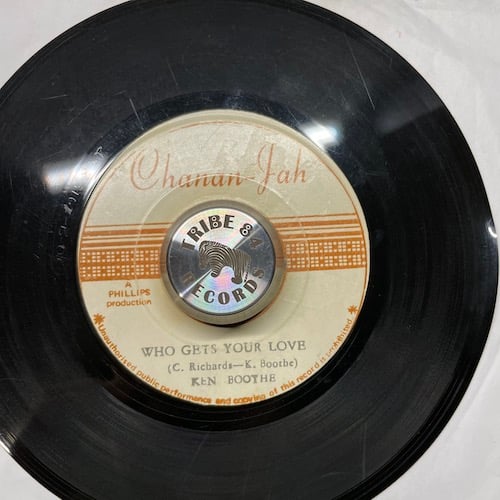 Chanan-Jah
TRIBE 84
RECORDS
A
PHILLIPS
production
WHO GETS YOUR LOVE
(C. Richards—K. Boothe)
KEN BOOTHE
*Unauthorised public performance and copying of this record is prohibited*